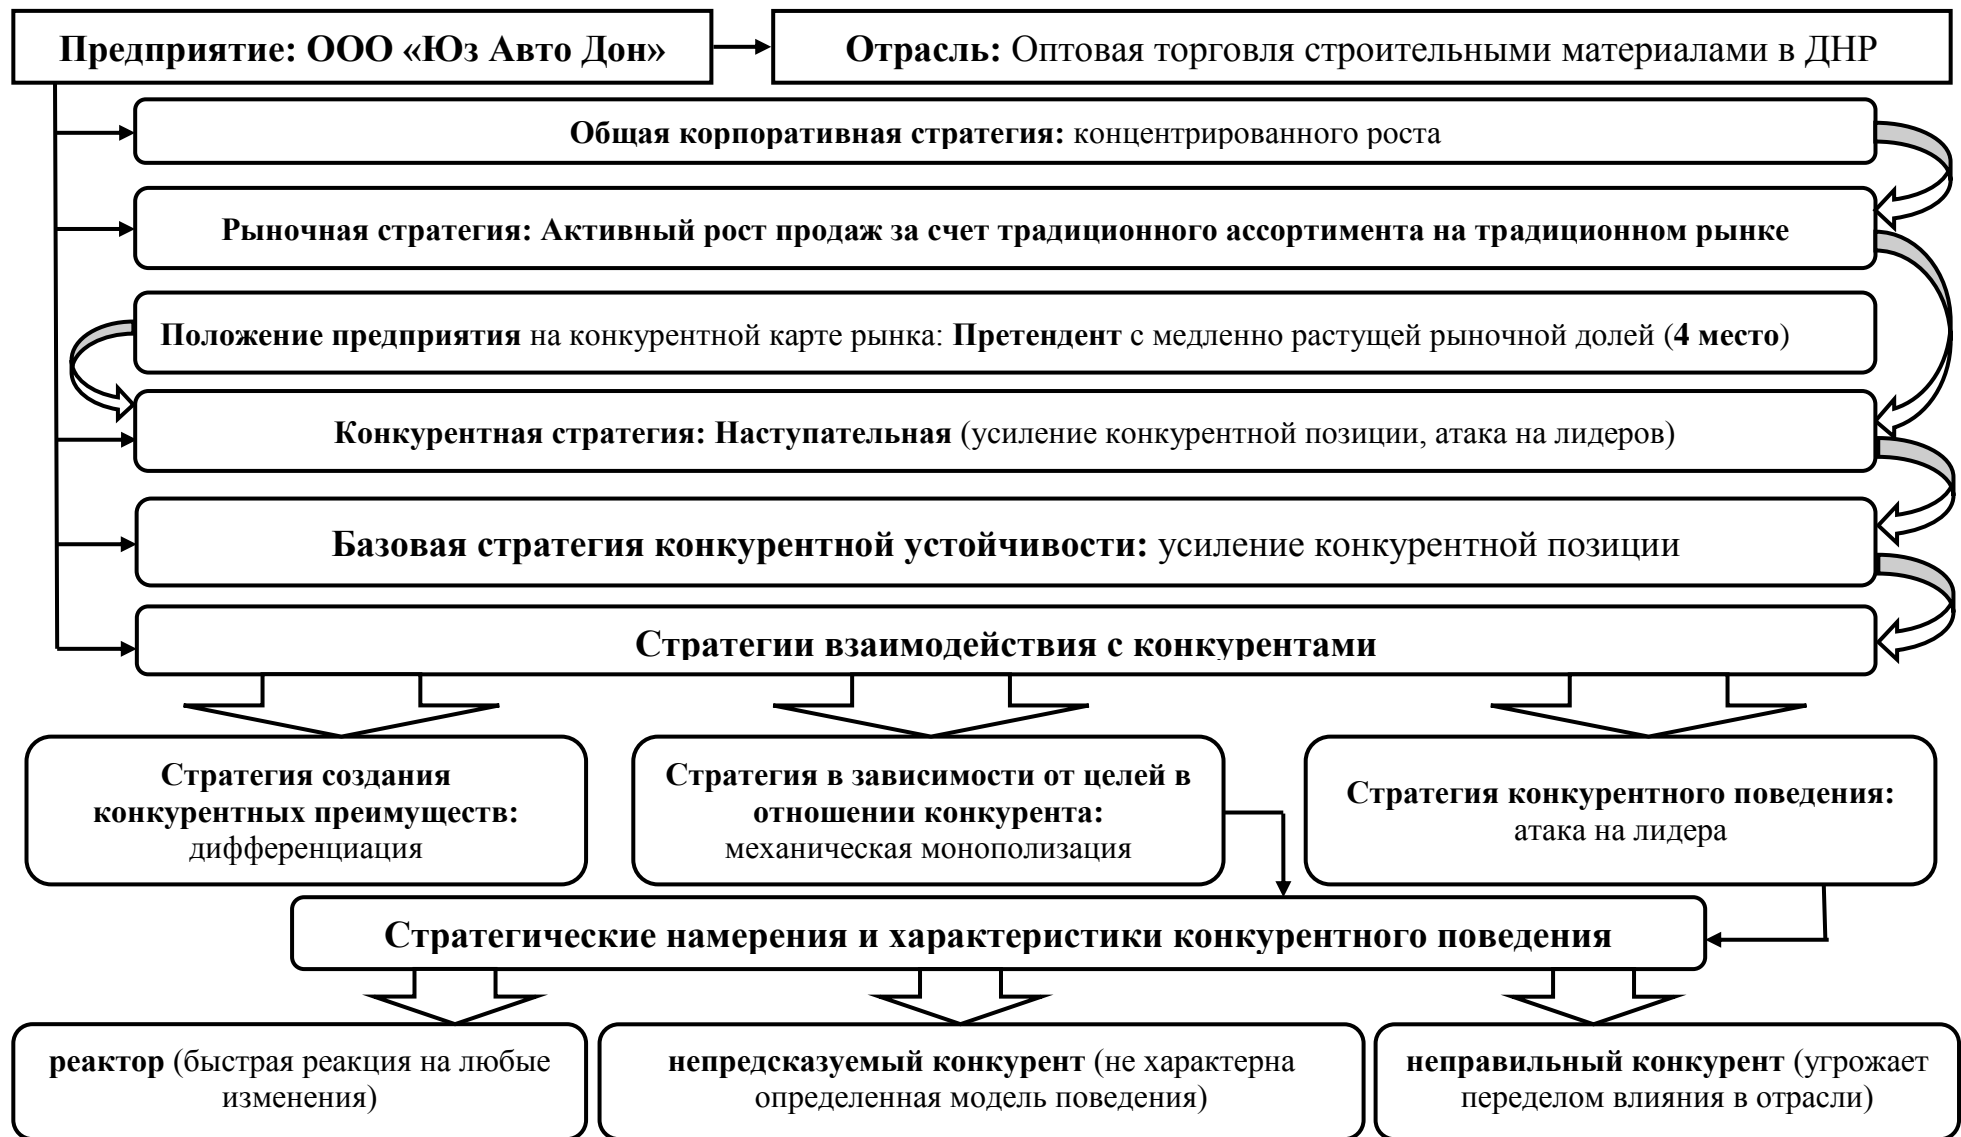 Предприятие: ООО «Юз Авто Дон»
Отрасль: Оптовая торговля строительными материалами в ДНР
Общая корпоративная стратегия: концентрированного роста
Рыночная стратегия: Активный рост продаж за счет традиционного ассортимента на традиционном рынке
Положение предприятия на конкурентной карте рынка: Претендент с медленно растущей рыночной долей (4 место)
Конкурентная стратегия: Наступательная (усиление конкурентной позиции, атака на лидеров)
Базовая стратегия конкурентной устойчивости: усиление конкурентной позиции
Стратегии взаимодействия с конкурентами
Стратегия создания
конкурентных преимуществ:
дифференциация
Стратегия в зависимости от целей в
отношении конкурента:
механическая монополизация
Стратегия конкурентного поведения:
атака на лидера
Стратегические намерения и характеристики конкурентного поведения
реактор (быстрая реакция на любые
изменения)
непредсказуемый конкурент (не характерна
определенная модель поведения)
неправильный конкурент (угрожает
переделом влияния в отрасли)